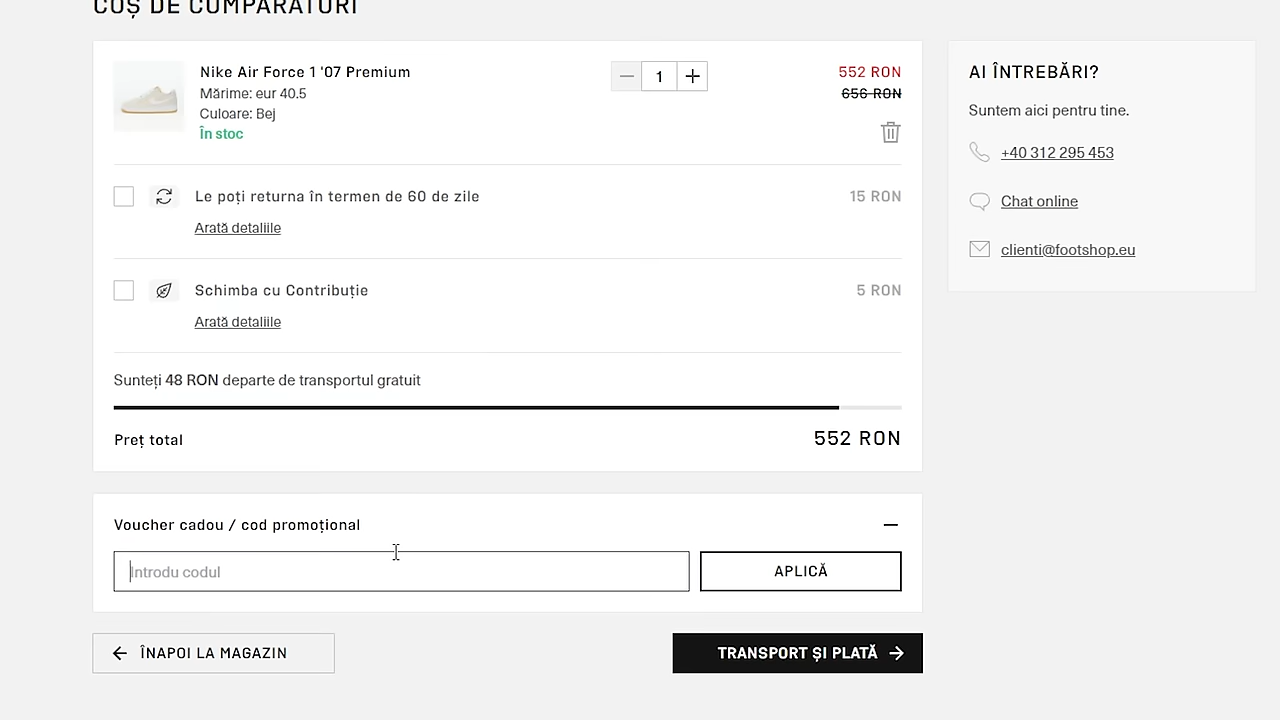 COȘ DE CUMPĂRĂTURI
Nike Air Force 1 '07 Premium
Mărime: eur 40.5
Culoare: Bej
În stoc
1
552 RON
656 RON
Le poți returna în termen de 60 de zile
15 RON
Arată detaliile
Schimba cu Contribuție
5 RON
Arată detaliile
Sunteți 48 RON departe de transportul gratuit
Preț total
552 RON
Voucher cadou / cod promoțional
Introdu codul
APLICĂ
ÎNAPOI LA MAGAZIN
TRANSPORT ȘI PLATĂ
AI ÎNTREBĂRI?
Suntem aici pentru tine.
+40 312 295 453
Chat online
clienti@footshop.eu